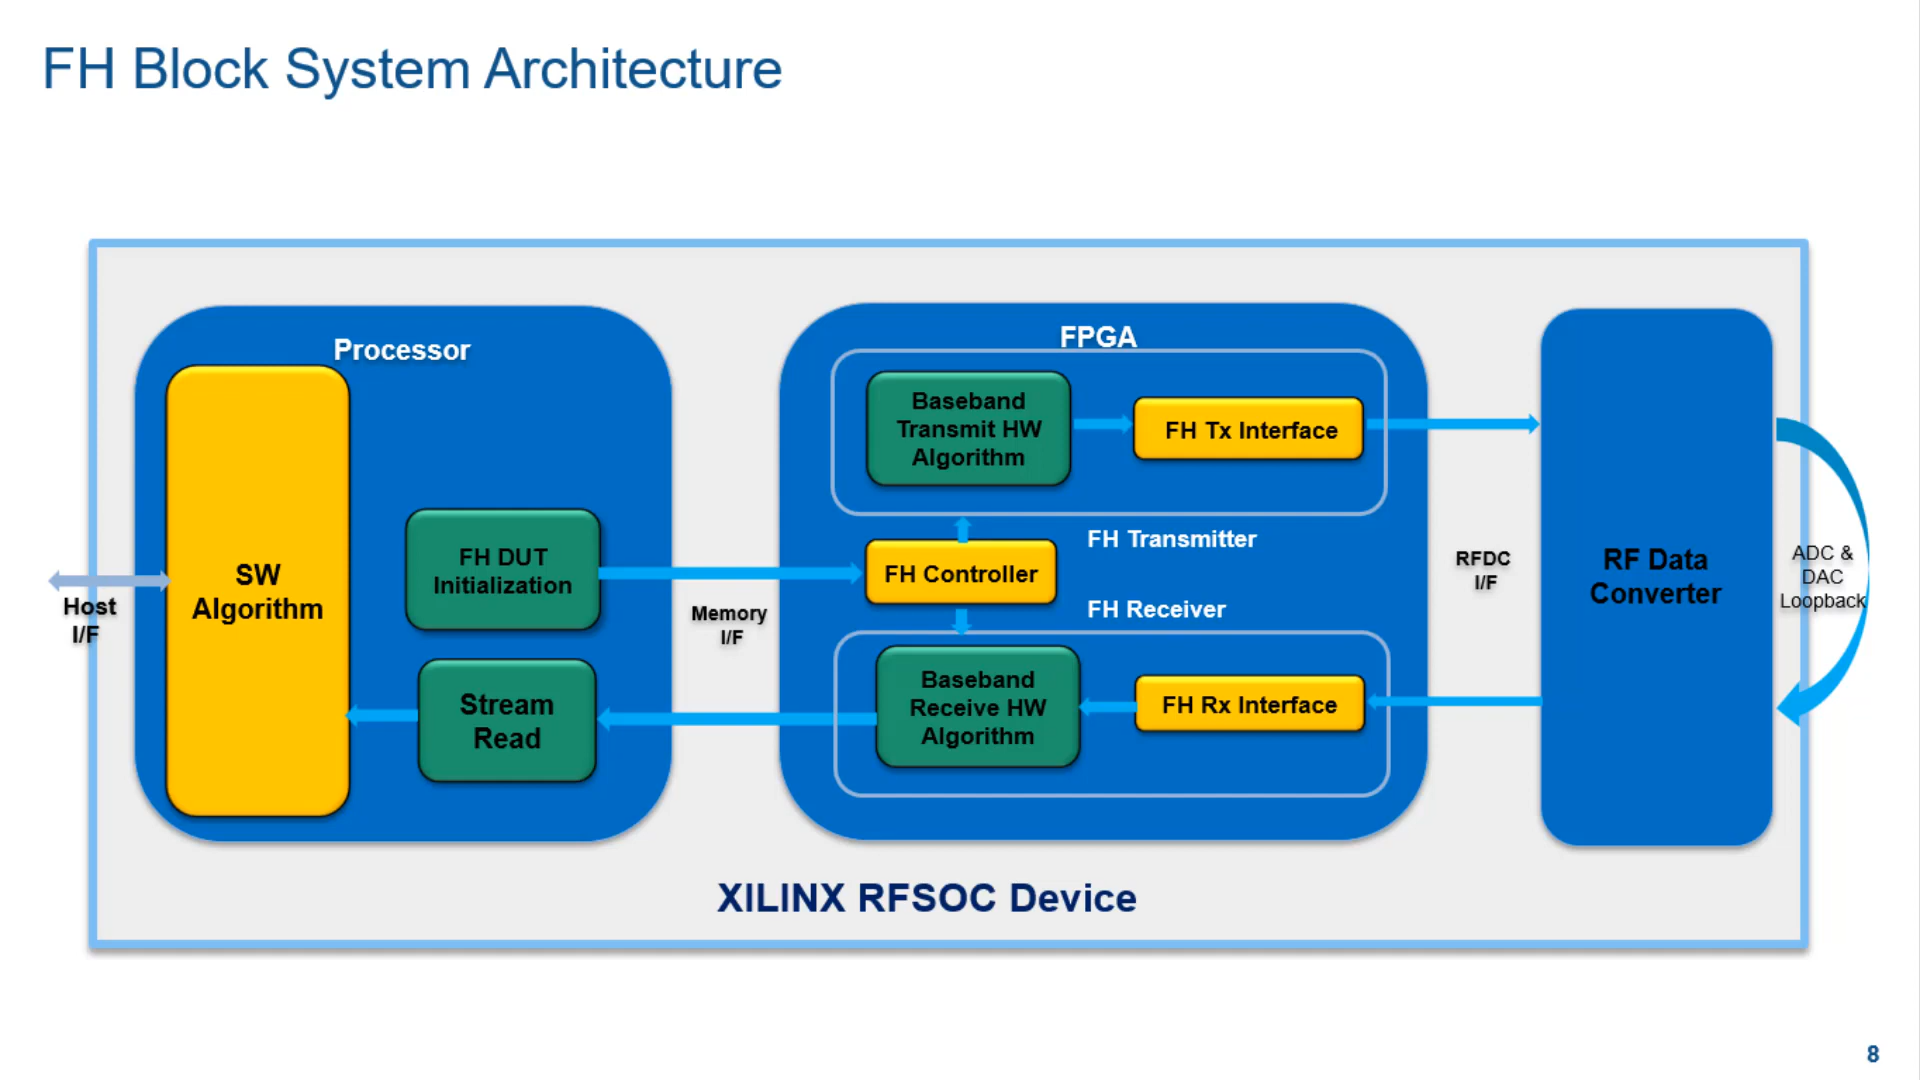 FH Block System Architecture
Processor
SW
Algorithm
FH DUT
Initialization
Stream
Read
Host
I/F
Memory
I/F
FPGA
Baseband
Transmit HW
Algorithm
FH Tx Interface
FH Transmitter
FH Controller
FH Receiver
Baseband
Receive HW
Algorithm
FH Rx Interface
RFDC
I/F
RF Data
Converter
ADC &
DAC
Loopback
XILINX RFSOC Device
8